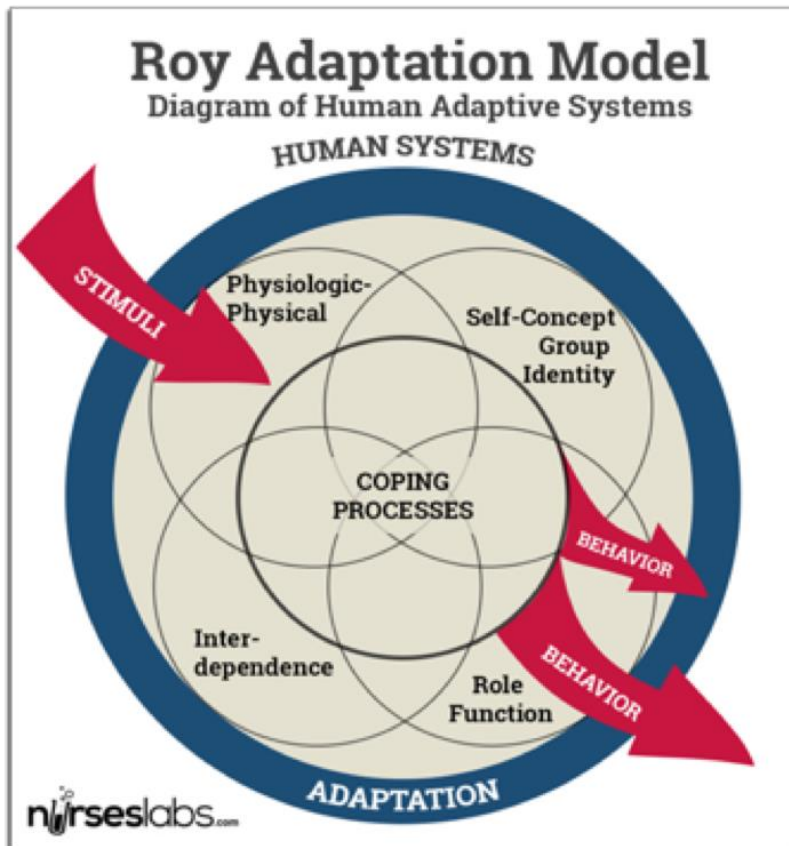 Roy Adaptation Model
Diagram of Human Adaptive Systems
HUMAN SYSTEMS
STIMULI
Physiologic-
Physical
Self-Concept
Group
Identity
COPING
PROCESSES
BEHAVIOR
BEHAVIOR
Inter-
dependence
Role
Function
ADAPTATION
nurseslabs.com